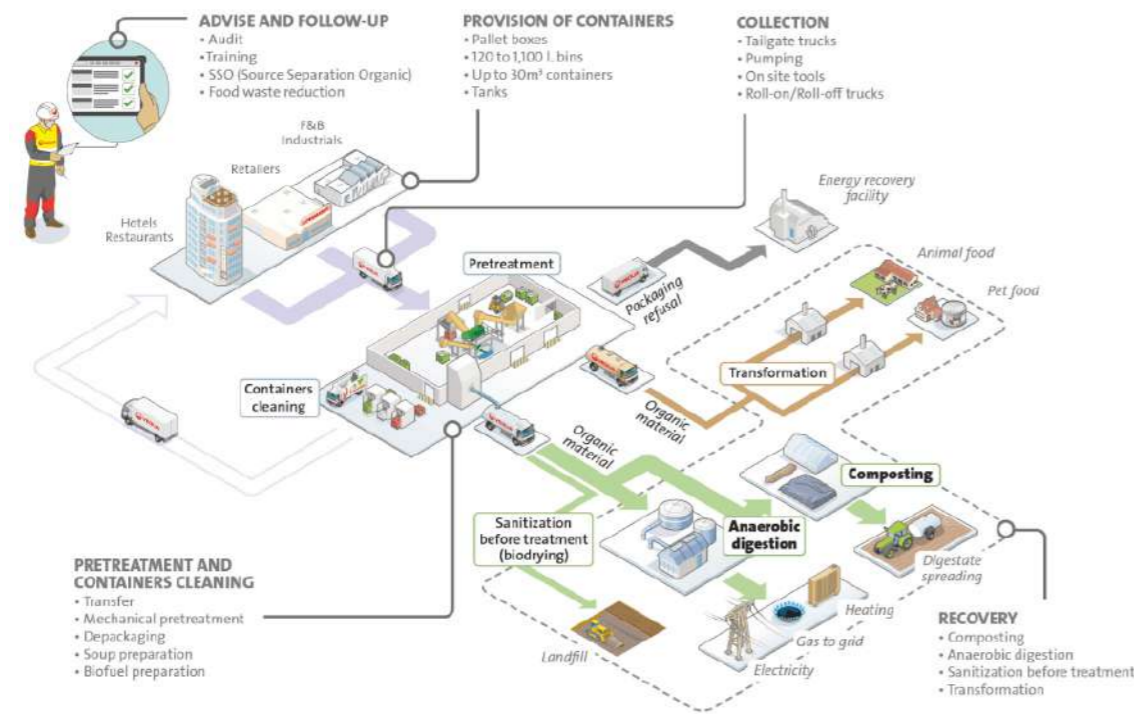 ADVISE AND FOLLOW-UP
• Audit
• Training
• SSO (Source Separation Organic)
• Food waste reduction
PROVISION OF CONTAINERS
• Pallet boxes
• 120 to 1,100 l. bins
• Up to 30m³ containers
• Tanks
COLLECTION
• Tailgate trucks
• Pumping
• On site tools
• Roll-on/Roll-off trucks
F&B
Industrials
Retailers
Hotels
Restaurants
Energy recovery
facility
Pretreatment
Packaging
refusal
Animal food
Pet food
Transformation
Containers
cleaning
Organic
material
Organic
material
Composting
Sanitization
before treatment
(biodrying)
Anaerobic
digestion
Digestate
spreading
Heating
Gas to grid
Electricity
Landfill
PRETREATMENT AND
CONTAINERS CLEANING
• Transfer
• Mechanical pretreatment
• Depackaging
• Soup preparation
• Biofuel preparation
RECOVERY
• Composting
• Anaerobic digestion
• Sanitization before treatment
• Transformation